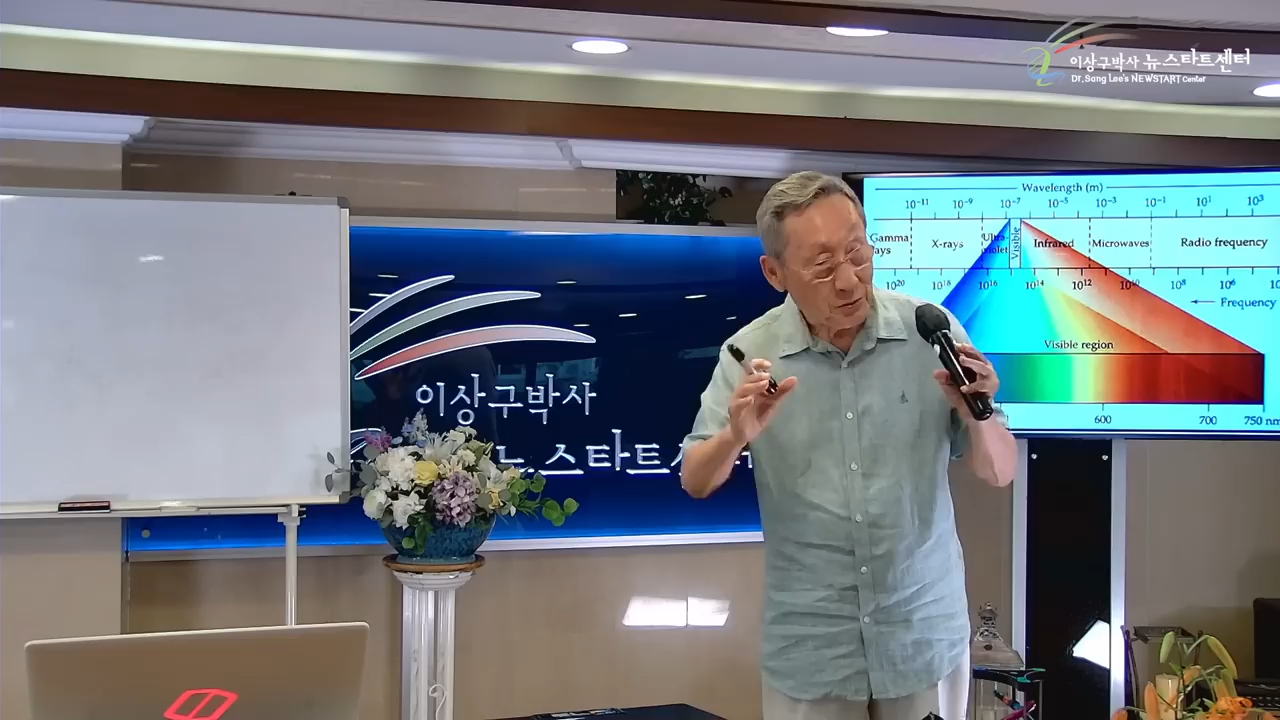 이상구박사 뉴스타트센터
Dr. Sang Lee's NEWSTART Center
Wavelength (m)
10⁻¹¹ 10⁻⁹ 10⁻⁷ 10⁻⁵ 10⁻³ 10⁻¹ 10¹ 10³
Gamma rays X-rays Ultraviolet Visible Infrared Microwaves Radio frequency
10²⁰ 10¹⁸ 10¹⁶ 10¹⁴ 10¹² 10¹⁰ 10⁸ 10⁶
← Frequency
Visible region
600 700 750 nm
이상구박사
뉴스타트